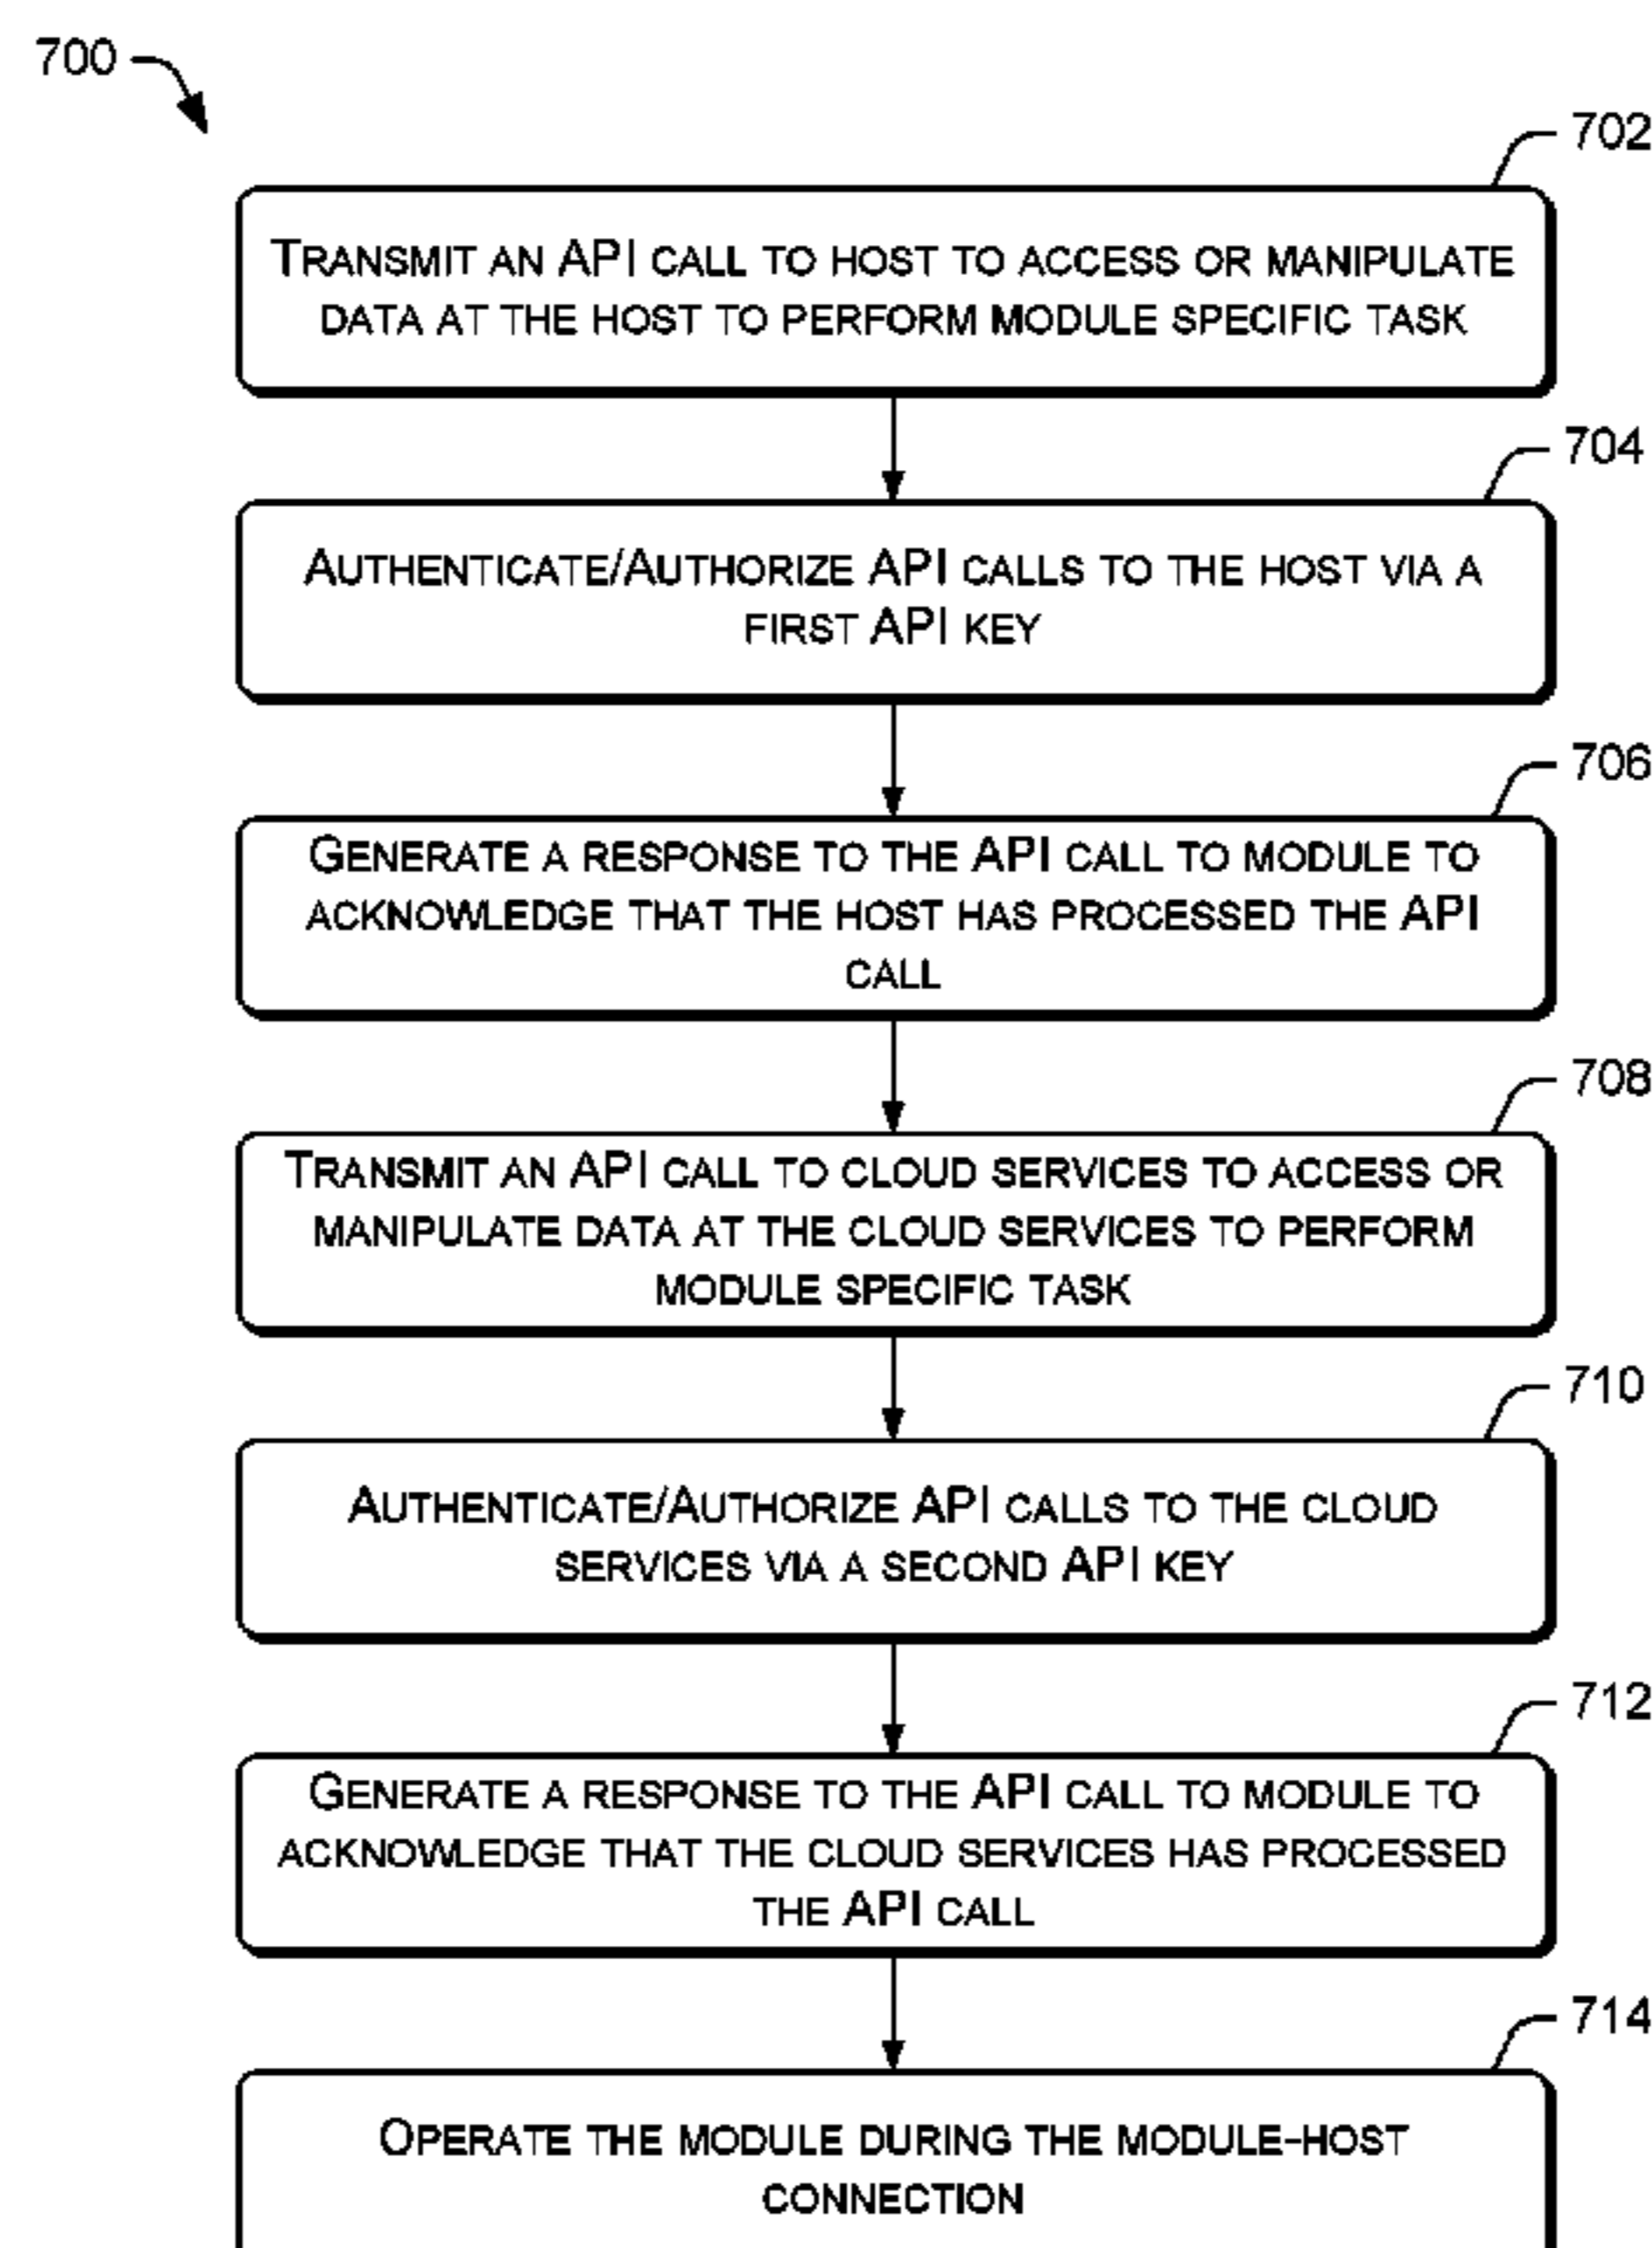 700
702
TRANSMIT AN API CALL TO HOST TO ACCESS OR MANIPULATE
DATA AT THE HOST TO PERFORM MODULE SPECIFIC TASK
704
AUTHENTICATE/AUTHORIZE API CALLS TO THE HOST VIA A
FIRST API KEY
706
GENERATE A RESPONSE TO THE API CALL TO MODULE TO
ACKNOWLEDGE THAT THE HOST HAS PROCESSED THE API
CALL
708
TRANSMIT AN API CALL TO CLOUD SERVICES TO ACCESS OR
MANIPULATE DATA AT THE CLOUD SERVICES TO PERFORM
MODULE SPECIFIC TASK
710
AUTHENTICATE/AUTHORIZE API CALLS TO THE CLOUD
SERVICES VIA A SECOND API KEY
712
GENERATE A RESPONSE TO THE API CALL TO MODULE TO
ACKNOWLEDGE THAT THE CLOUD SERVICES HAS PROCESSED
THE API CALL
714
OPERATE THE MODULE DURING THE MODULE-HOST
CONNECTION